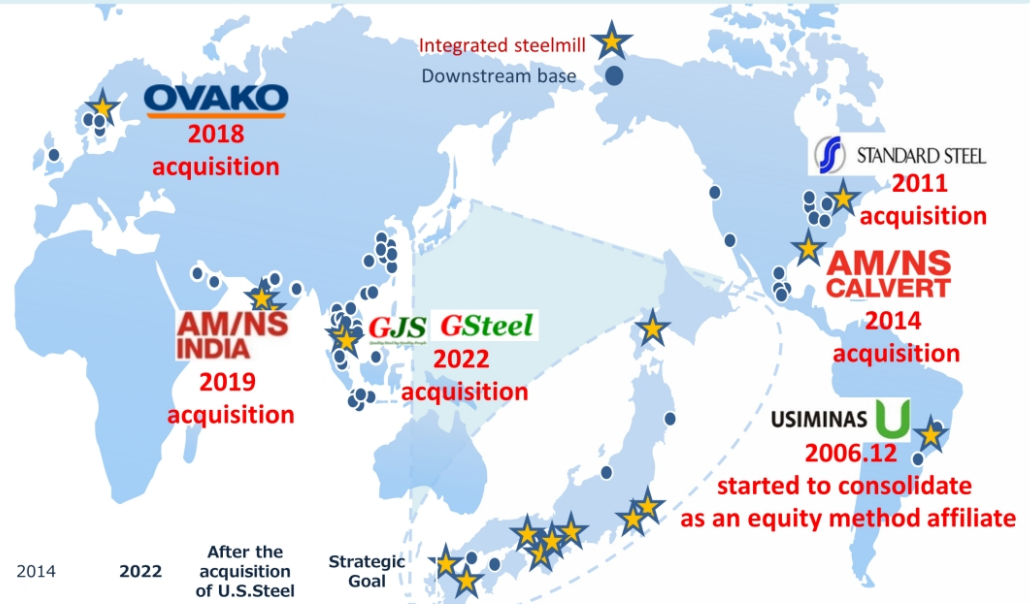 Integrated steelmill
Downstream base
OVAKO
2018
acquisition
STANDARD STEEL
2011
acquisition
AM/NS
CALVERT
2014
acquisition
AM/NS
INDIA
2019
acquisition
GJS GSteel
2022
acquisition
USIMINAS U
2006.12
started to consolidate
as an equity method affiliate
2014
2022
After the
acquisition
of U.S.Steel
Strategic
Goal